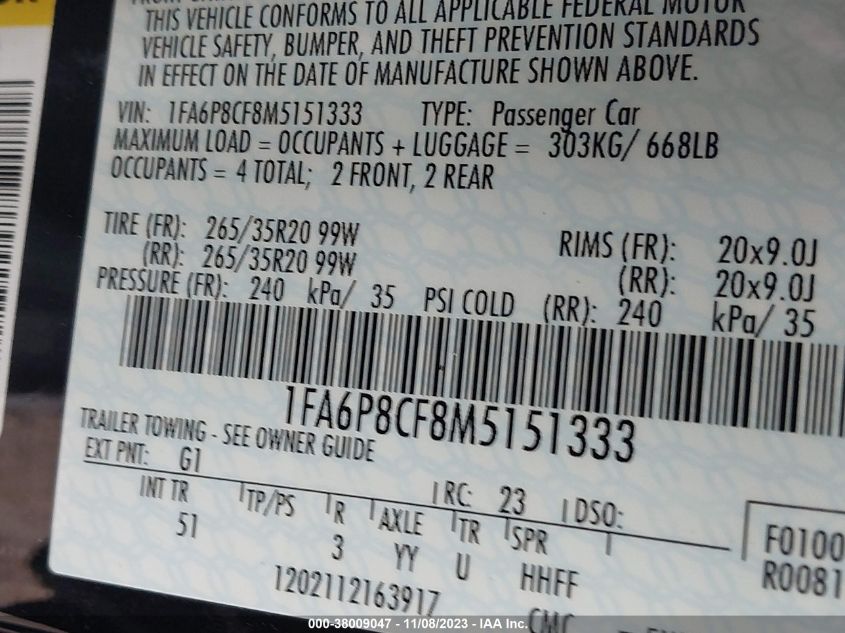 THIS VEHICLE CONFORMS TO ALL APPLICABLE FEDERAL MOTOR
VEHICLE SAFETY, BUMPER, AND THEFT PREVENTION STANDARDS
IN EFFECT ON THE DATE OF MANUFACTURE SHOWN ABOVE.
VIN: 1FA6P8CF8M5151333 TYPE: Passenger Car
MAXIMUM LOAD = OCCUPANTS + LUGGAGE = 303KG/ 668LB
OCCUPANTS = 4 TOTAL; 2 FRONT, 2 REAR
TIRE (FR): 265/35R20 99W RIMS (FR): 20x9.0J
(RR): 265/35R20 99W (RR): 20x9.0J
PRESSURE (FR): 240 kPa/ 35 PSI COLD (RR): 240 kPa/ 35
1FA6P8CF8M5151333
TRAILER TOWING - SEE OWNER GUIDE
EXT PNT: G1 RC: 23 DSO:
INT TR TP/PS R AXLE TR SPR
51 3 YY U HHFF
F0100
R0081
1202112163917
CMC
000-38009047 - 11/08/2023 - IAA Inc.